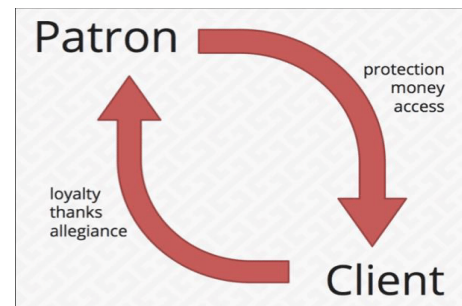 Patron
protection
money
access
loyalty
thanks
allegiance
Client